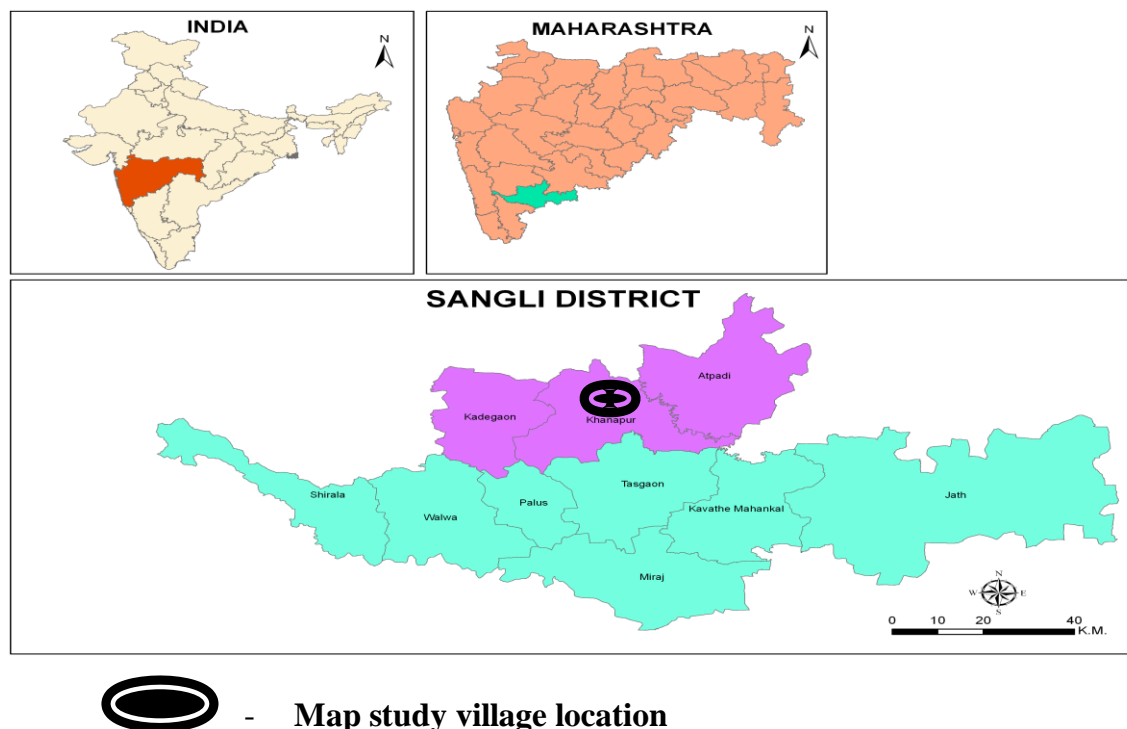 INDIA
N
MAHARASHTRA
N
SANGLI DISTRICT
Atpadi
Kadegaon
Khanapur
Shirala
Walwa
Palus
Tasgaon
Kavathe Mahankal
Jath
Miraj
N
W E
S
0 10 20 40
K.M.
- Map study village location